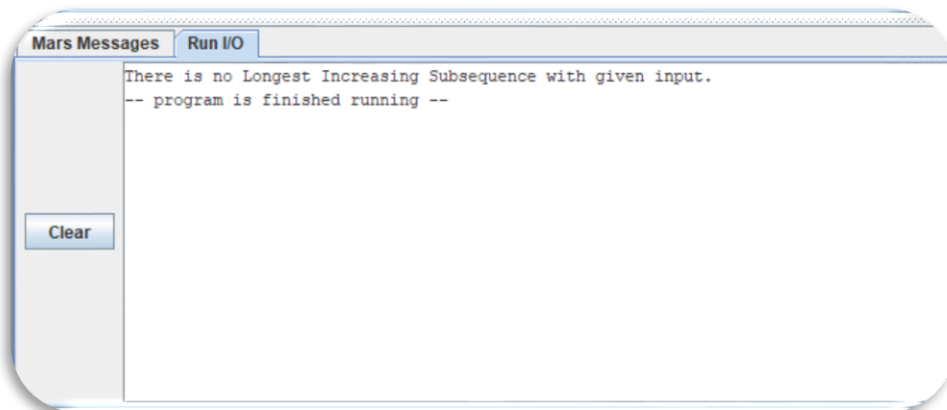 Mars Messages Run I/O
There is no Longest Increasing Subsequence with given input.
-- program is finished running --
Clear